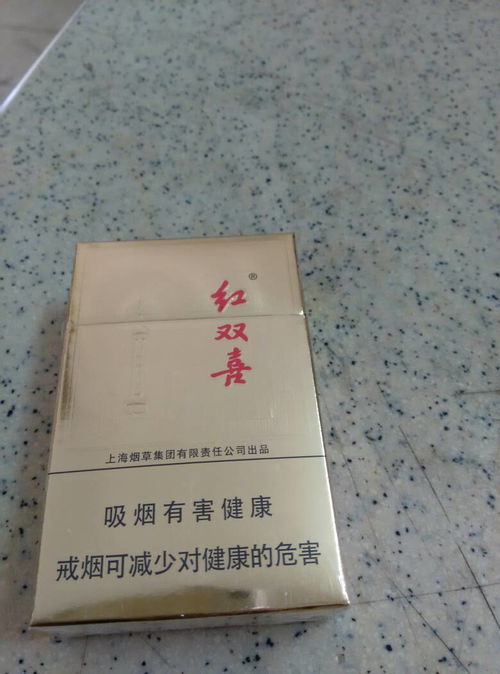 红双喜®
上海烟草集团有限责任公司出品
吸烟有害健康
戒烟可减少对健康的危害